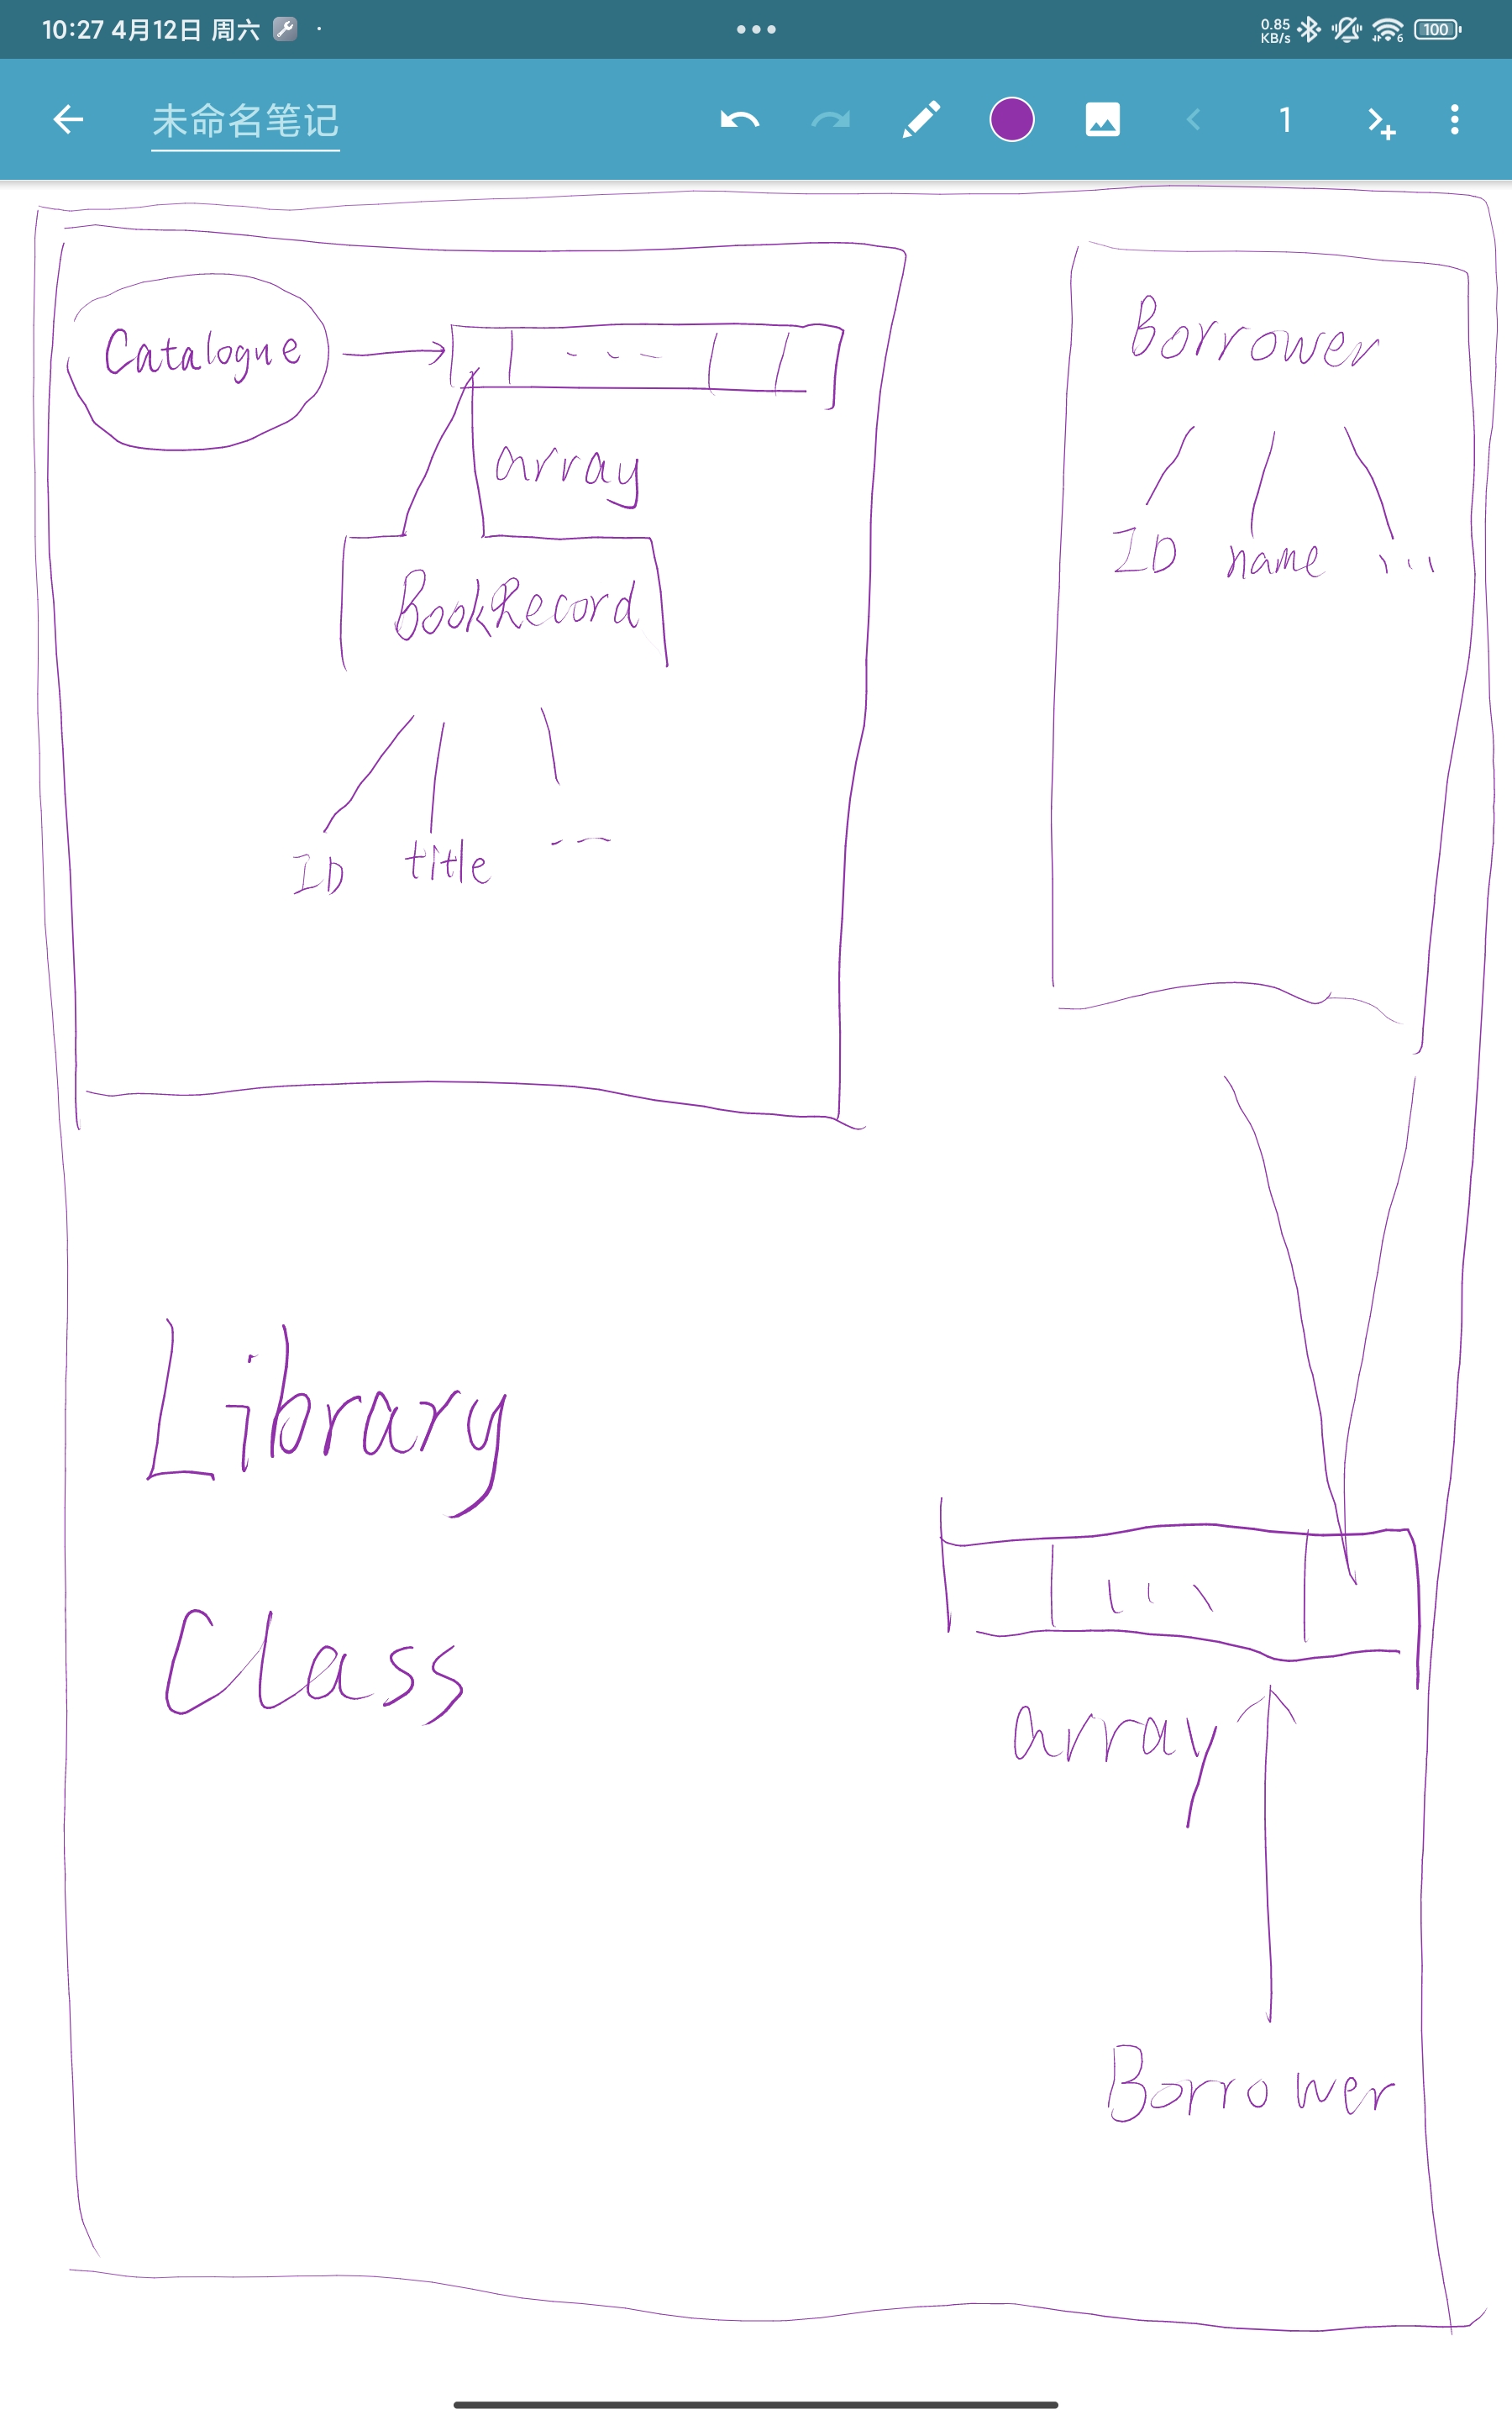 10:27 4月12日 周六
0.85 KB/s
6
100
未命名笔记
1
Catalogue
array
BookRecord
ID title ---
Borrower
ID name ...
Library
Class
...
array
Borrower